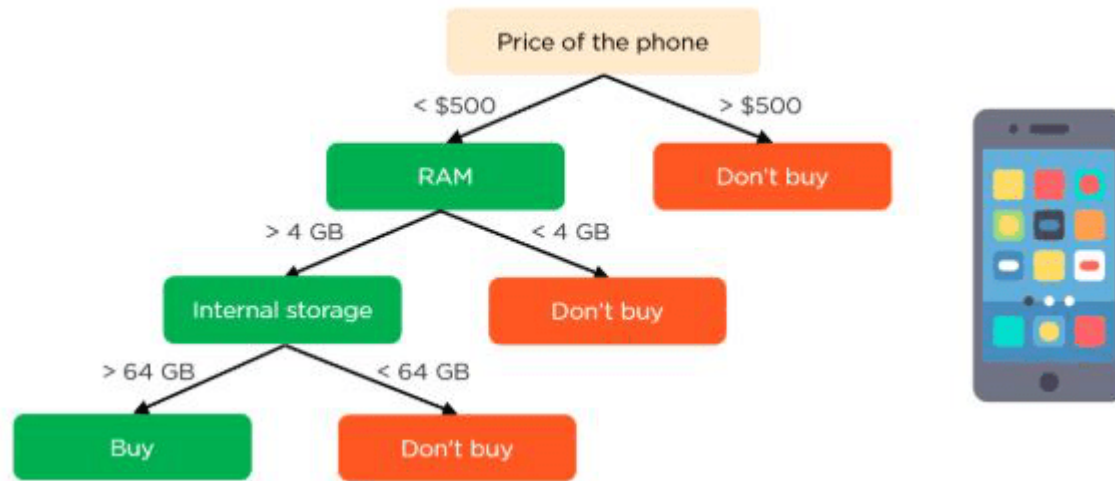 Price of the phone
< $500
> $500
RAM
Don't buy
> 4 GB
< 4 GB
Internal storage
Don't buy
> 64 GB
< 64 GB
Buy
Don't buy